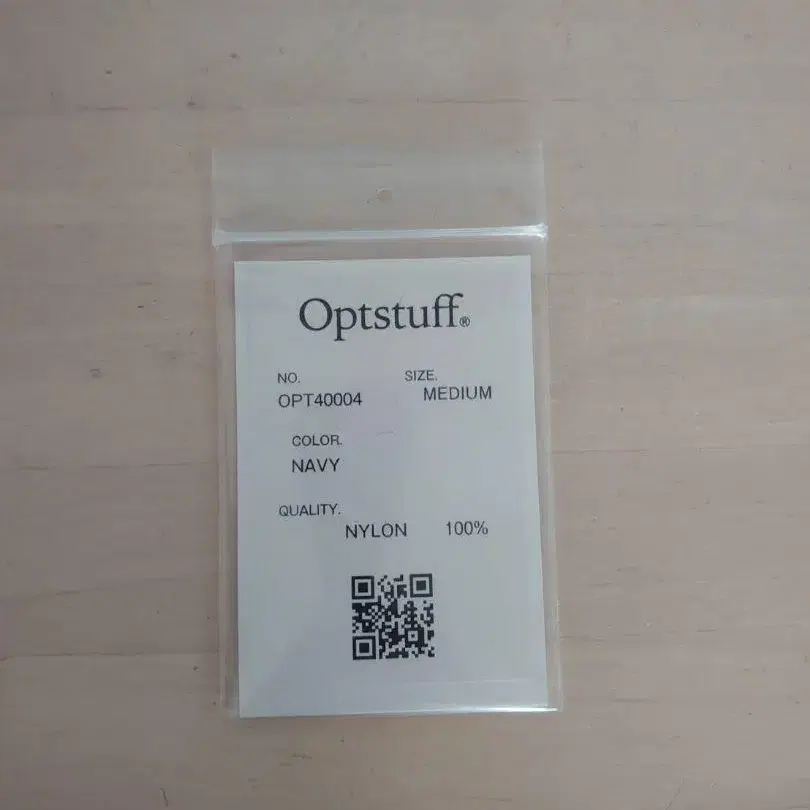 Optstuff®
NO. SIZE.
OPT40004 MEDIUM
COLOR.
NAVY
QUALITY.
NYLON 100%